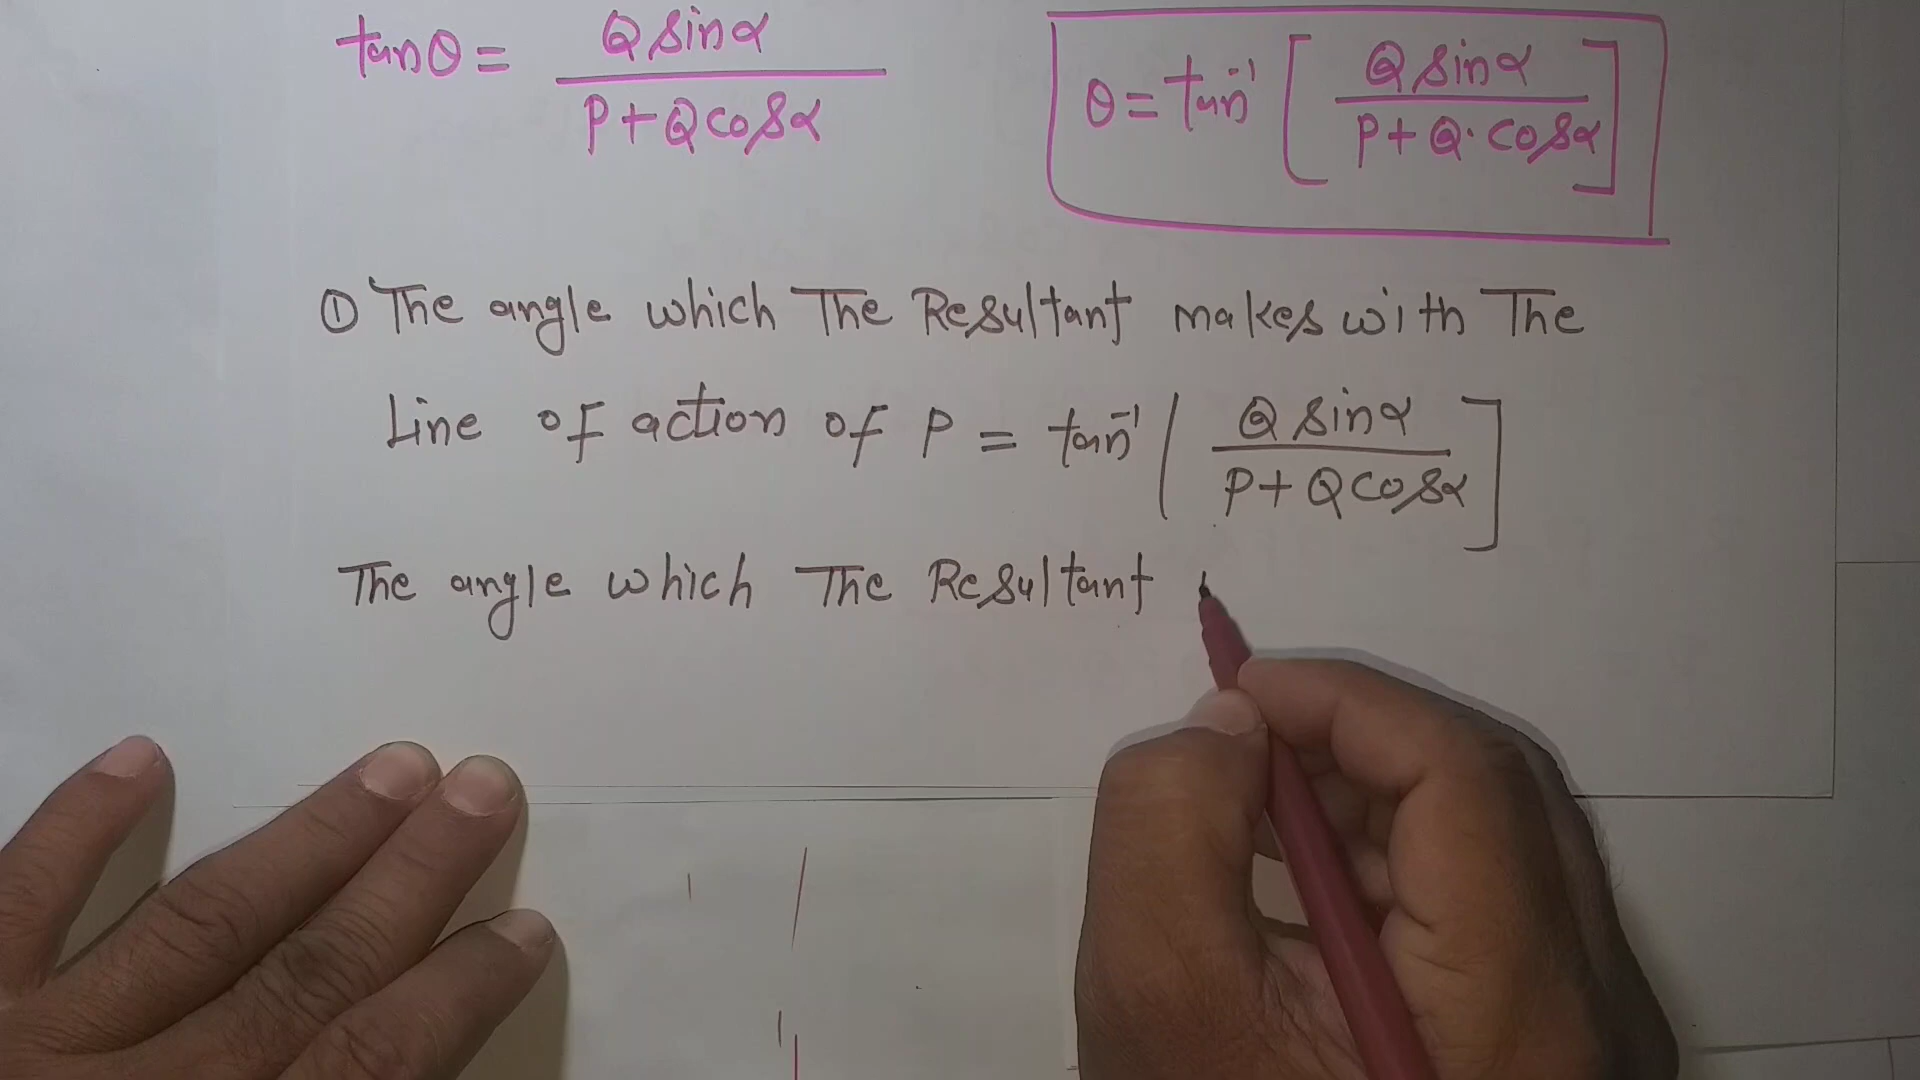 tanθ = Q sinα / P + Q cosα
θ = tan⁻¹ [ Q sinα / P + Q · cosα ]
① The angle which The Resultant makes with The
Line of action of P = tan⁻¹ ( Q sinα / P + Q cosα ]
The angle which The Resultant